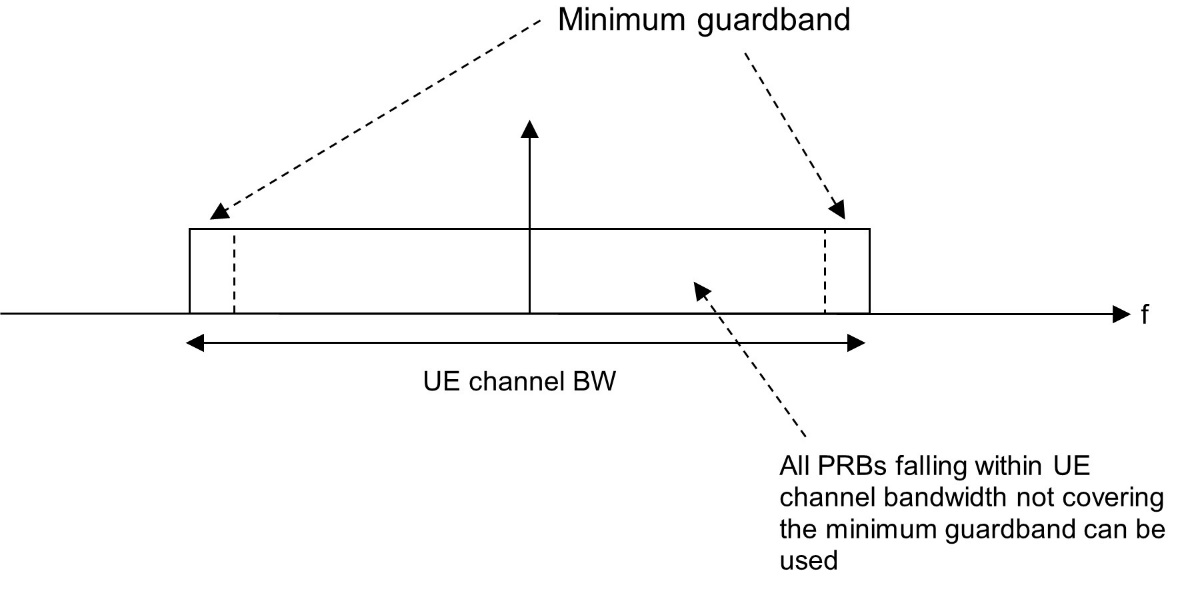 Minimum guardband
f
UE channel BW
All PRBs falling within UE
channel bandwidth not covering
the minimum guardband can be
used